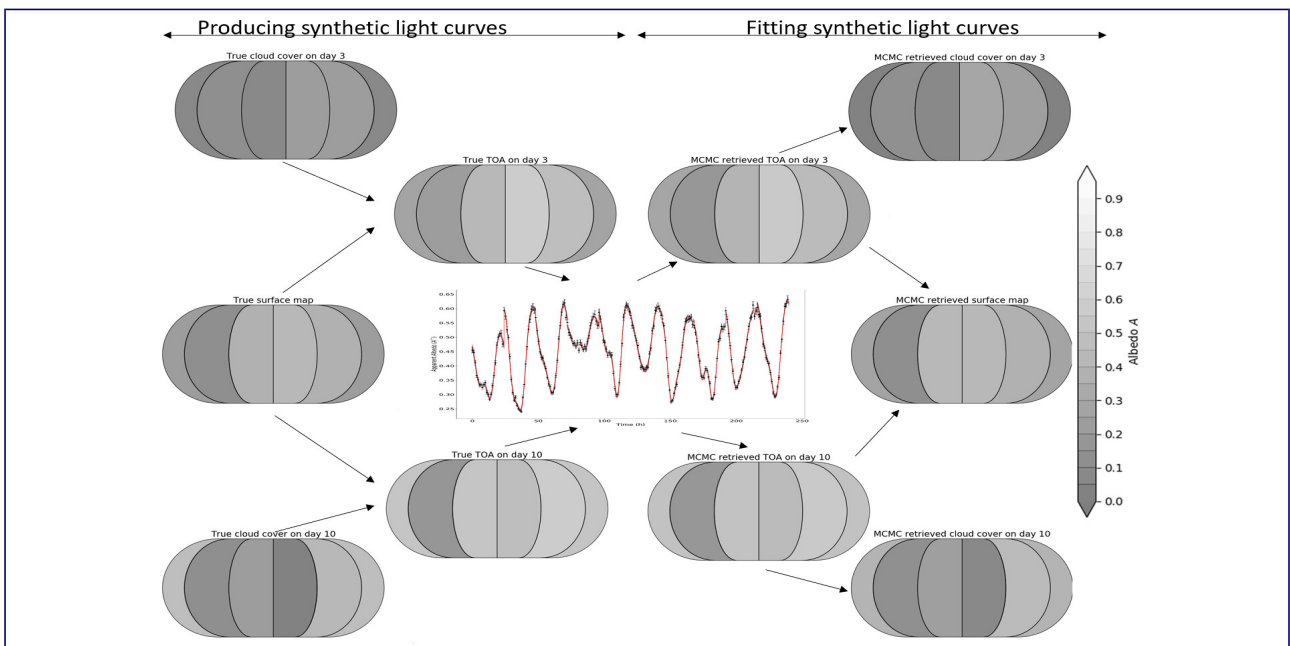 Producing synthetic light curves
Fitting synthetic light curves
True cloud cover on day 3
MCMC retrieved cloud cover on day 3
True TOA on day 3
MCMC retrieved TOA on day 3
0.9
0.8
0.7
0.6
0.5
0.4
0.3
0.2
0.1
0.0
Albedo A
True surface map
MCMC retrieved surface map
0.65
0.60
0.55
0.50
0.45
0.40
0.35
0.30
0.25
0
50
100
150
200
250
Time (h)
True TOA on day 10
MCMC retrieved TOA on day 10
True cloud cover on day 10
MCMC retrieved cloud cover on day 10